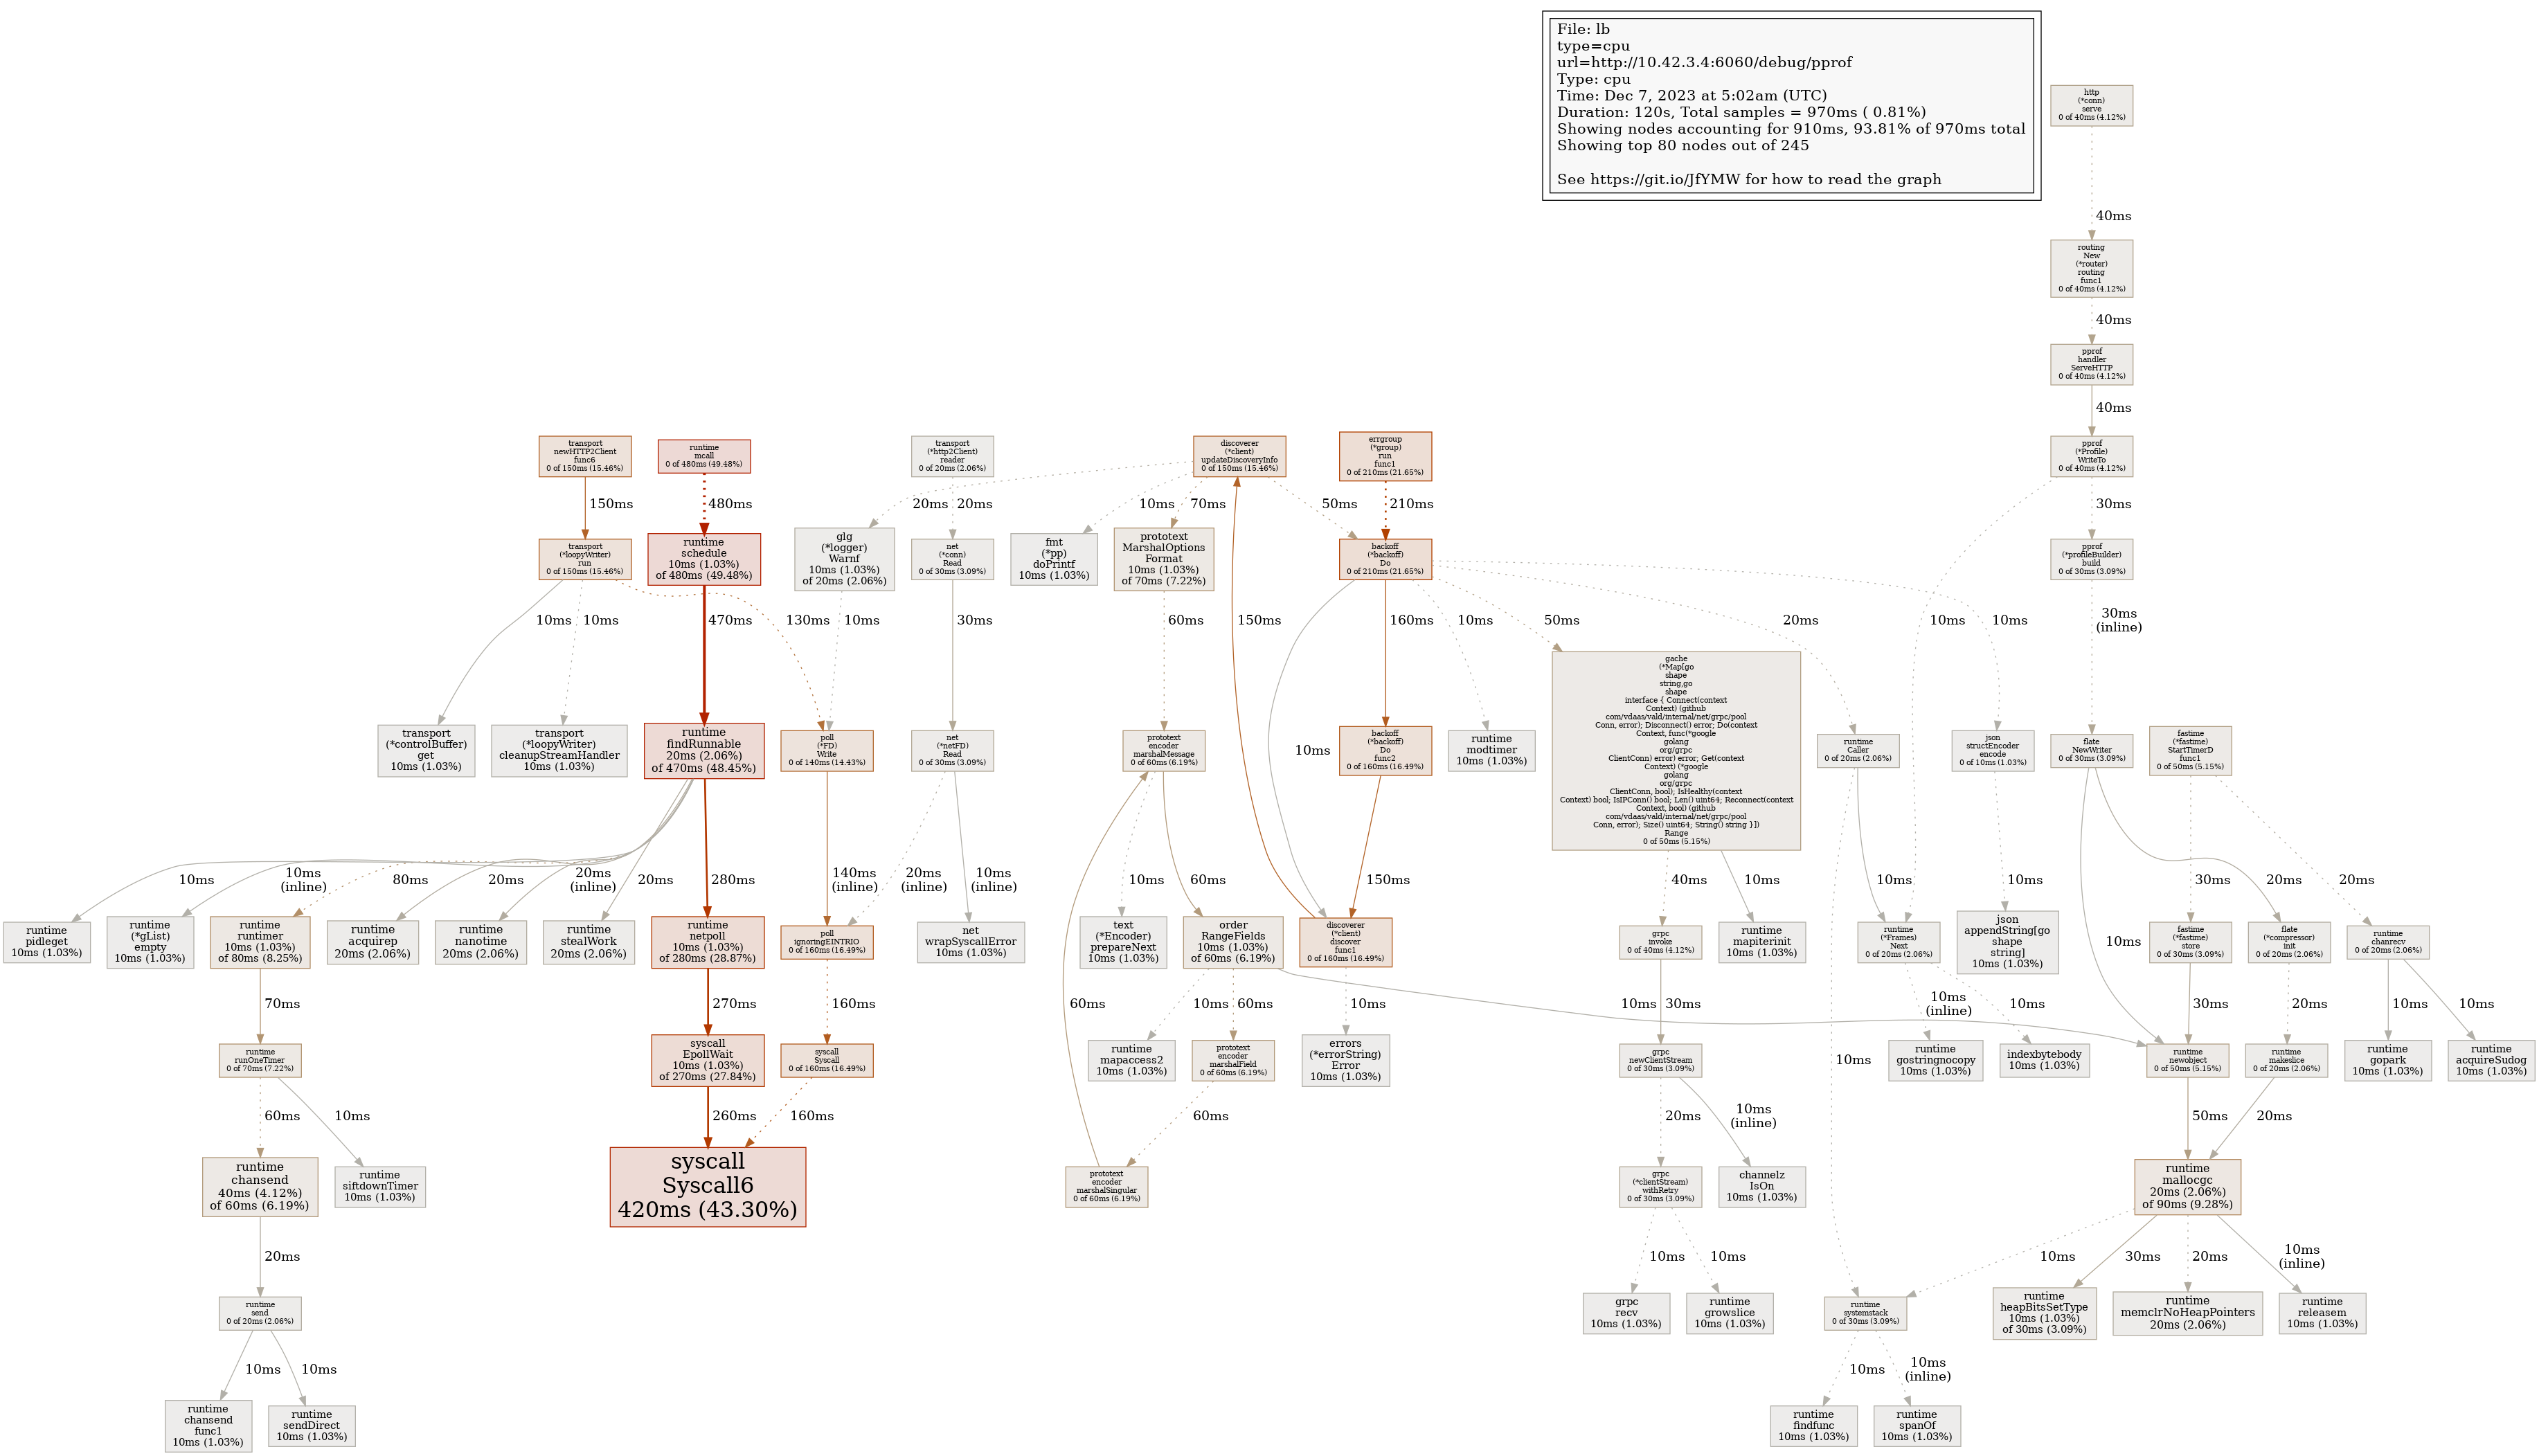 File: lb
type=cpu
url=http://10.42.3.4:6060/debug/pprof
Type: cpu
Time: Dec 7, 2023 at 5:02am (UTC)
Duration: 120s, Total samples = 970ms ( 0.81%)
Showing nodes accounting for 910ms, 93.81% of 970ms total
Showing top 80 nodes out of 245
See https://git.io/JfYMW for how to read the graph
http
(*conn)
serve
0 of 40ms (4.12%)
40ms
routing
New
(*router)
routing
func1
0 of 40ms (4.12%)
40ms
pprof
handler
ServeHTTP
0 of 40ms (4.12%)
40ms
transport
newHTTP2Client
func6
0 of 150ms (15.46%)
runtime
mcall
0 of 480ms (49.48%)
transport
(*http2Client)
reader
0 of 20ms (2.06%)
discoverer
(*client)
updateDiscoveryInfo
0 of 150ms (15.46%)
errgroup
(*group)
run
func1
0 of 210ms (21.65%)
pprof
(*Profile)
WriteTo
0 of 40ms (4.12%)
150ms
480ms
20ms
20ms
10ms
70ms
50ms
210ms
30ms
transport
(*loopyWriter)
run
0 of 150ms (15.46%)
runtime
schedule
10ms (1.03%)
of 480ms (49.48%)
glg
(*logger)
Warnf
10ms (1.03%)
of 20ms (2.06%)
net
(*conn)
Read
0 of 30ms (3.09%)
fmt
(*pp)
doPrintf
10ms (1.03%)
prototext
MarshalOptions
Format
10ms (1.03%)
of 70ms (7.22%)
backoff
(*backoff)
Do
0 of 210ms (21.65%)
pprof
(*profileBuilder)
build
0 of 30ms (3.09%)
10ms
10ms
470ms
130ms
10ms
30ms
60ms
150ms
160ms
10ms
50ms
20ms
10ms
10ms
30ms
(inline)
transport
(*controlBuffer)
get
10ms (1.03%)
transport
(*loopyWriter)
cleanupStreamHandler
10ms (1.03%)
runtime
findRunnable
20ms (2.06%)
of 470ms (48.45%)
poll
(*FD)
Write
0 of 140ms (14.43%)
net
(*netFD)
Read
0 of 30ms (3.09%)
prototext
encoder
marshalMessage
0 of 60ms (6.19%)
10ms
backoff
(*backoff)
Do
func2
0 of 160ms (16.49%)
runtime
modtimer
10ms (1.03%)
gache
(*Map[go
shape
string,go
shape
interface { Connect(context
Context) (github
com/vdaas/vald/internal/net/grpc/pool
Conn, error); Disconnect() error; Do(context
Context, func(*google
golang
org/grpc
ClientConn) error) error; Get(context
Context) (*google
golang
org/grpc
ClientConn, bool); IsHealthy(context
Context) bool; IsIPConn() bool; Len() uint64; Reconnect(context
Context, bool) (github
com/vdaas/vald/internal/net/grpc/pool
Conn, error); Size() uint64; String() string }])
Range
0 of 50ms (5.15%)
runtime
Caller
0 of 20ms (2.06%)
json
structEncoder
encode
0 of 10ms (1.03%)
flate
NewWriter
0 of 30ms (3.09%)
fastime
(*fastime)
StartTimerD
func1
0 of 50ms (5.15%)
10ms
10ms
(inline)
80ms
20ms
20ms
(inline)
20ms
280ms
140ms
(inline)
20ms
(inline)
10ms
(inline)
10ms
60ms
150ms
40ms
10ms
10ms
10ms
10ms
20ms
30ms
20ms
runtime
pidleget
10ms (1.03%)
runtime
(*gList)
empty
10ms (1.03%)
runtime
runtimer
10ms (1.03%)
of 80ms (8.25%)
runtime
acquirep
20ms (2.06%)
runtime
nanotime
20ms (2.06%)
runtime
stealWork
20ms (2.06%)
runtime
netpoll
10ms (1.03%)
of 280ms (28.87%)
poll
ignoringEINTRIO
0 of 160ms (16.49%)
net
wrapSyscallError
10ms (1.03%)
text
(*Encoder)
prepareNext
10ms (1.03%)
order
RangeFields
10ms (1.03%)
of 60ms (6.19%)
discoverer
(*client)
discover
func1
0 of 160ms (16.49%)
grpc
invoke
0 of 40ms (4.12%)
runtime
mapiterinit
10ms (1.03%)
runtime
(*Frames)
Next
0 of 20ms (2.06%)
json
appendString[go
shape
string]
10ms (1.03%)
fastime
(*fastime)
store
0 of 30ms (3.09%)
flate
(*compressor)
init
0 of 20ms (2.06%)
runtime
chanrecv
0 of 20ms (2.06%)
70ms
270ms
160ms
60ms
10ms
60ms
10ms
10ms
30ms
10ms
(inline)
10ms
30ms
20ms
10ms
10ms
runtime
runOneTimer
0 of 70ms (7.22%)
syscall
EpollWait
10ms (1.03%)
of 270ms (27.84%)
syscall
Syscall
0 of 160ms (16.49%)
runtime
mapaccess2
10ms (1.03%)
prototext
encoder
marshalField
0 of 60ms (6.19%)
errors
(*errorString)
Error
10ms (1.03%)
grpc
newClientStream
0 of 30ms (3.09%)
10ms
runtime
gostringnocopy
10ms (1.03%)
indexbytebody
10ms (1.03%)
runtime
newobject
0 of 50ms (5.15%)
runtime
makeslice
0 of 20ms (2.06%)
runtime
gopark
10ms (1.03%)
runtime
acquireSudog
10ms (1.03%)
60ms
10ms
260ms
160ms
60ms
20ms
10ms
(inline)
50ms
20ms
runtime
chansend
40ms (4.12%)
of 60ms (6.19%)
runtime
siftdownTimer
10ms (1.03%)
syscall
Syscall6
420ms (43.30%)
prototext
encoder
marshalSingular
0 of 60ms (6.19%)
grpc
(*clientStream)
withRetry
0 of 30ms (3.09%)
channelz
IsOn
10ms (1.03%)
runtime
mallocgc
20ms (2.06%)
of 90ms (9.28%)
20ms
10ms
10ms
10ms
30ms
20ms
10ms
(inline)
runtime
send
0 of 20ms (2.06%)
grpc
recv
10ms (1.03%)
runtime
growslice
10ms (1.03%)
runtime
systemstack
0 of 30ms (3.09%)
runtime
heapBitsSetType
10ms (1.03%)
of 30ms (3.09%)
runtime
memclrNoHeapPointers
20ms (2.06%)
runtime
releasem
10ms (1.03%)
10ms
10ms
10ms
10ms
(inline)
runtime
chansend
func1
10ms (1.03%)
runtime
sendDirect
10ms (1.03%)
runtime
findfunc
10ms (1.03%)
runtime
spanOf
10ms (1.03%)